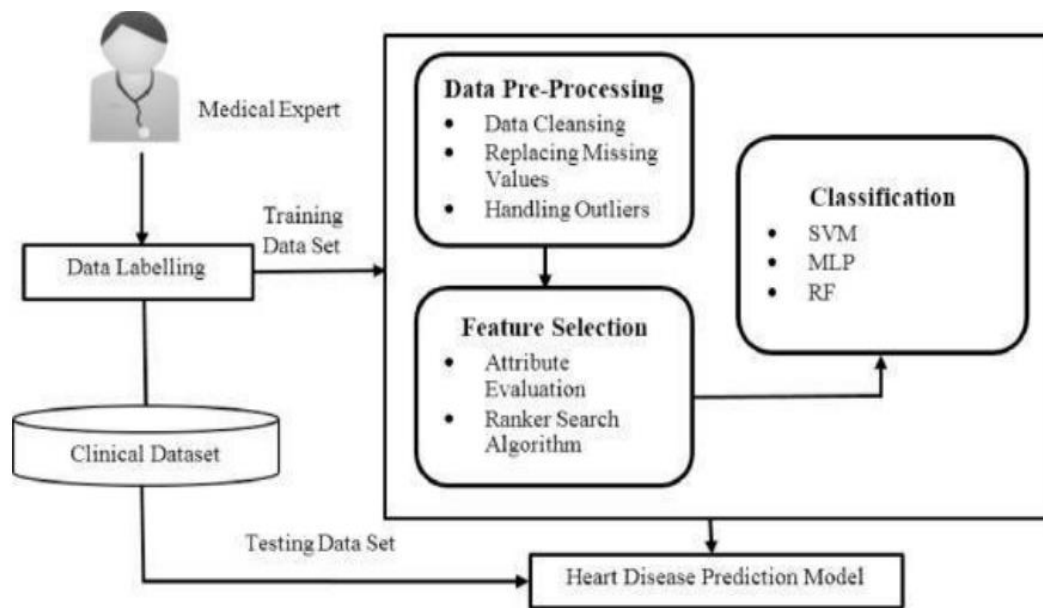 Medical Expert
Data Labelling
Clinical Dataset
Training
Data Set
Testing Data Set
Data Pre-Processing
• Data Cleansing
• Replacing Missing
Values
• Handling Outliers
Feature Selection
• Attribute
Evaluation
• Ranker Search
Algorithm
Classification
• SVM
• MLP
• RF
Heart Disease Prediction Model